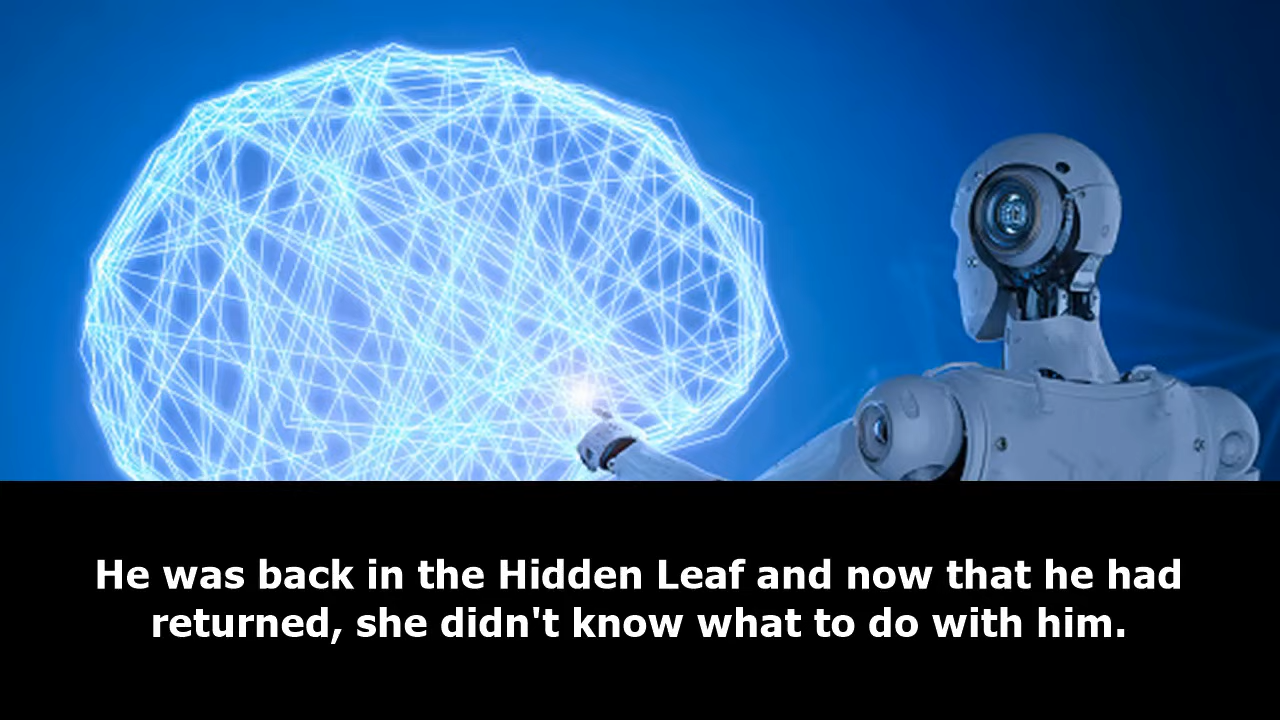 He was back in the Hidden Leaf and now that he had
returned, she didn't know what to do with him.